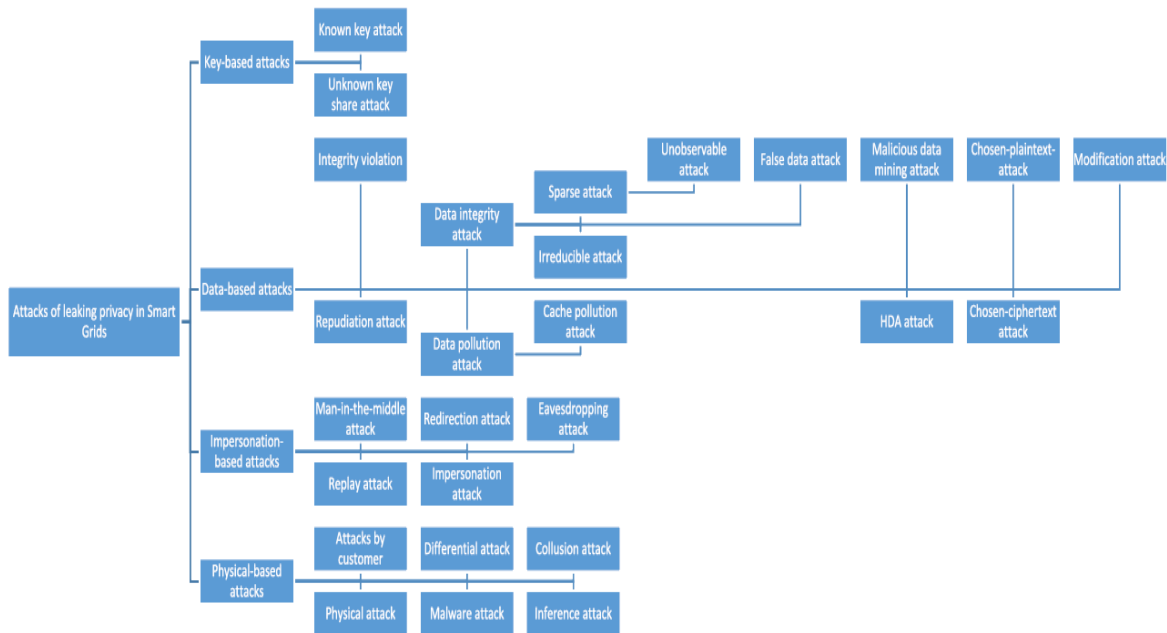 Known key attack
Key-based attacks
Unknown key
share attack
Integrity violation
Unobservable
attack
False data attack
Malicious data
mining attack
Chosen-plaintext-
attack
Modification attack
Sparse attack
Data integrity
attack
Irreducible attack
Attacks of leaking privacy in Smart
Grids
Data-based attacks
Repudiation attack
Cache pollution
attack
HDA attack
Chosen-ciphertext
attack
Data pollution
attack
Man-in-the-middle
attack
Redirection attack
Eavesdropping
attack
Impersonation-
based attacks
Replay attack
Impersonation
attack
Attacks by
customer
Differential attack
Collusion attack
Physical-based
attacks
Physical attack
Malware attack
Inference attack